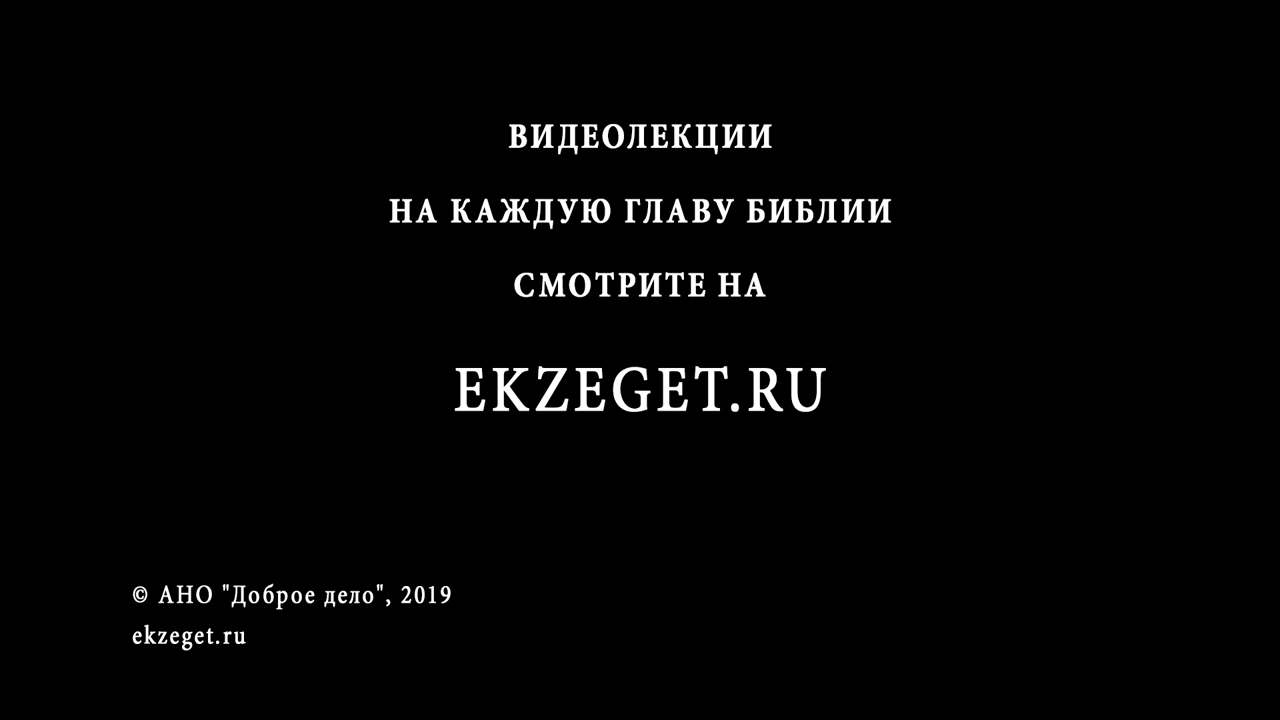 ВИДЕОЛЕКЦИИ
НА КАЖДУЮ ГЛАВУ БИБЛИИ
СМОТРИТЕ НА
EKZEGET.RU
© АНО "Доброе дело", 2019
ekzeget.ru